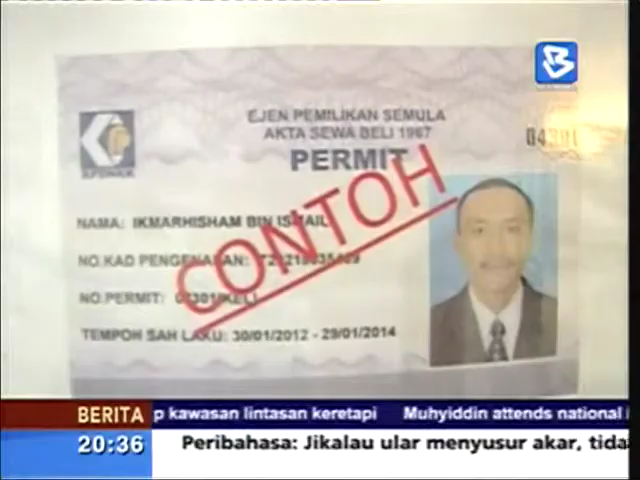 EJEN PEMILIKAN SEMULA
AKTA SEWA BELI 1967
PERMIT
KPDNKK
NAMA: IKMARHISHAM BIN ISMAIL
CONTOH
NO.KAD PENGENALAN:
NO.PERMIT:
TEMPOH SAH LAKU: 30/01/2012 - 29/01/2014
BERITA p kawasan lintasan keretapi Muhyiddin attends national
20:36 Peribahasa: Jikalau ular menyusur akar, tida